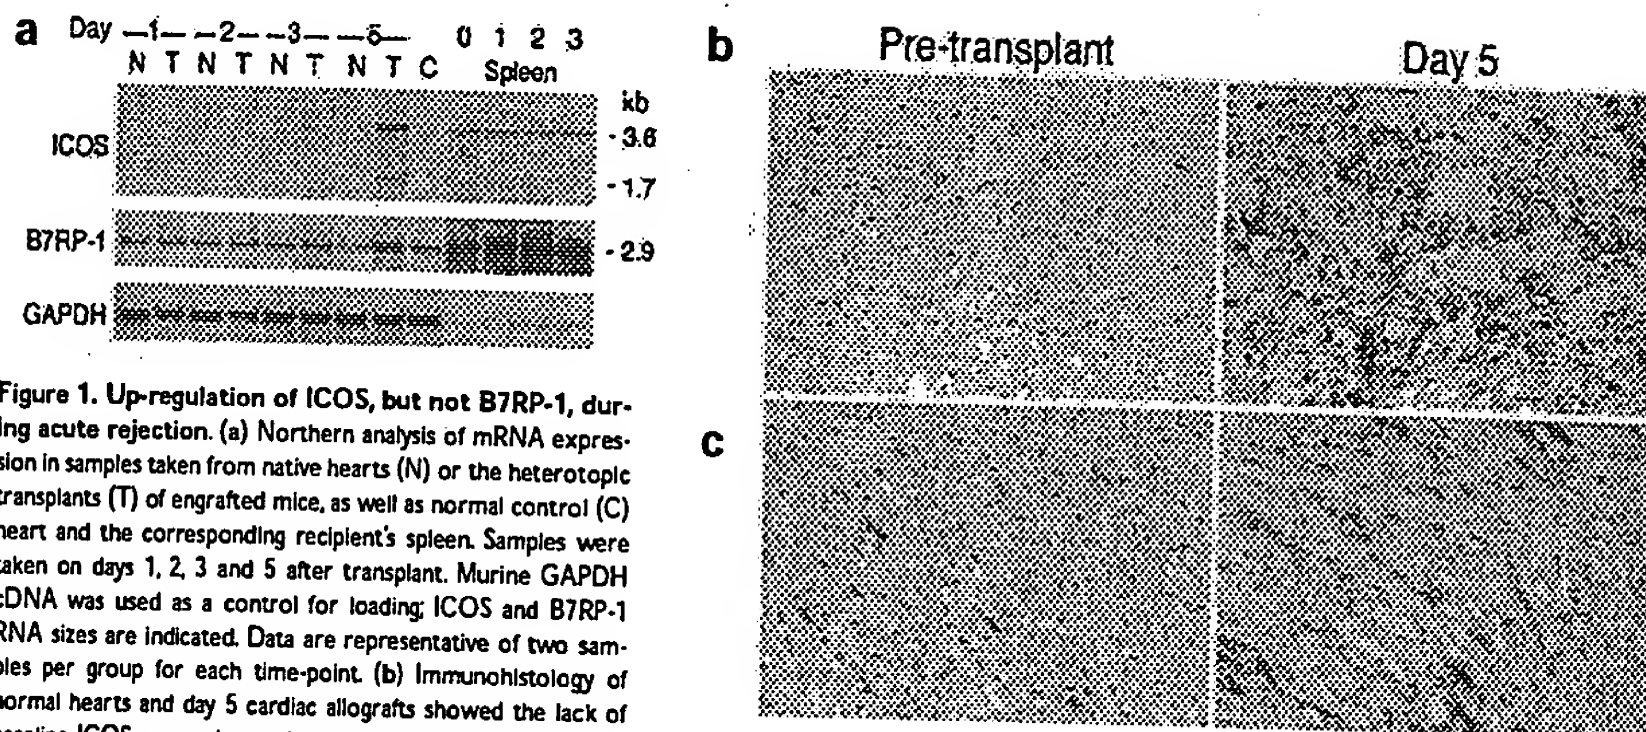 a Day —1— —2— —3— —5— 0 1 2 3
N T N T N T N T C Spleen
kb
ICOS - 3.6
- 1.7
B7RP-1 - 2.9
GAPDH
b Pre-transplant Day 5
c
Figure 1. Up-regulation of ICOS, but not B7RP-1, dur-
ing acute rejection. (a) Northern analysis of mRNA expres-
sion in samples taken from native hearts (N) or the heterotopic
transplants (T) of engrafted mice, as well as normal control (C)
heart and the corresponding recipient's spleen. Samples were
taken on days 1, 2, 3 and 5 after transplant. Murine GAPDH
cDNA was used as a control for loading; ICOS and B7RP-1
RNA sizes are indicated. Data are representative of two sam-
ples per group for each time-point. (b) Immunohistology of
normal hearts and day 5 cardiac allografts showed the lack of
ICOS